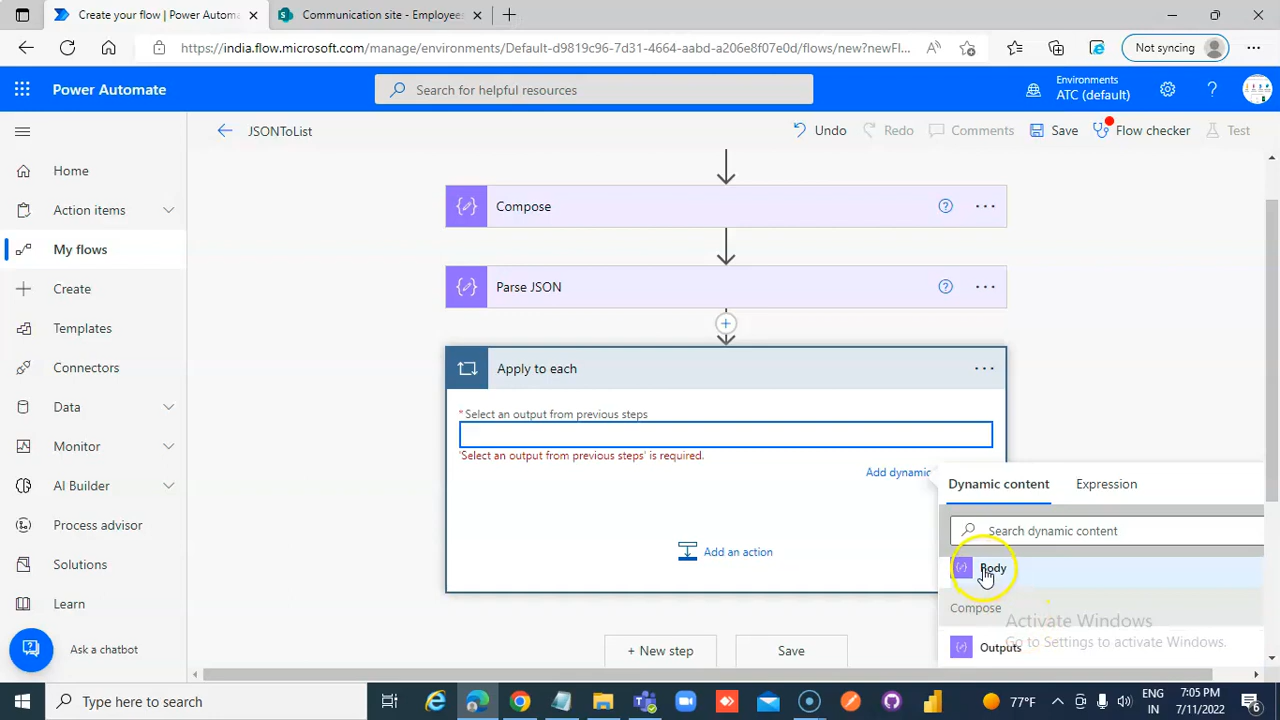 Create your flow | Power Automa
Communication site - Employees
https://india.flow.microsoft.com/manage/environments/default-d9819c96-7d31-4664-aabd-a206e8f07e0d/flows/new?newFl...
Not syncing
Power Automate
Search for helpful resources
Environments
ATC (default)
JSONToList
Undo
Redo
Comments
Save
Flow checker
Test
Home
Action items
My flows
Create
Templates
Connectors
Data
Monitor
AI Builder
Process advisor
Solutions
Learn
Ask a chatbot
Compose
Parse JSON
Apply to each
* Select an output from previous steps
'Select an output from previous steps' is required.
Add dynamic
Add an action
+ New step
Save
Dynamic content
Expression
Search dynamic content
Body
Compose
Outputs
Activate Windows
Go to Settings to activate Windows.
Type here to search
77°F
ENG
IN
7:05 PM
7/11/2022
6